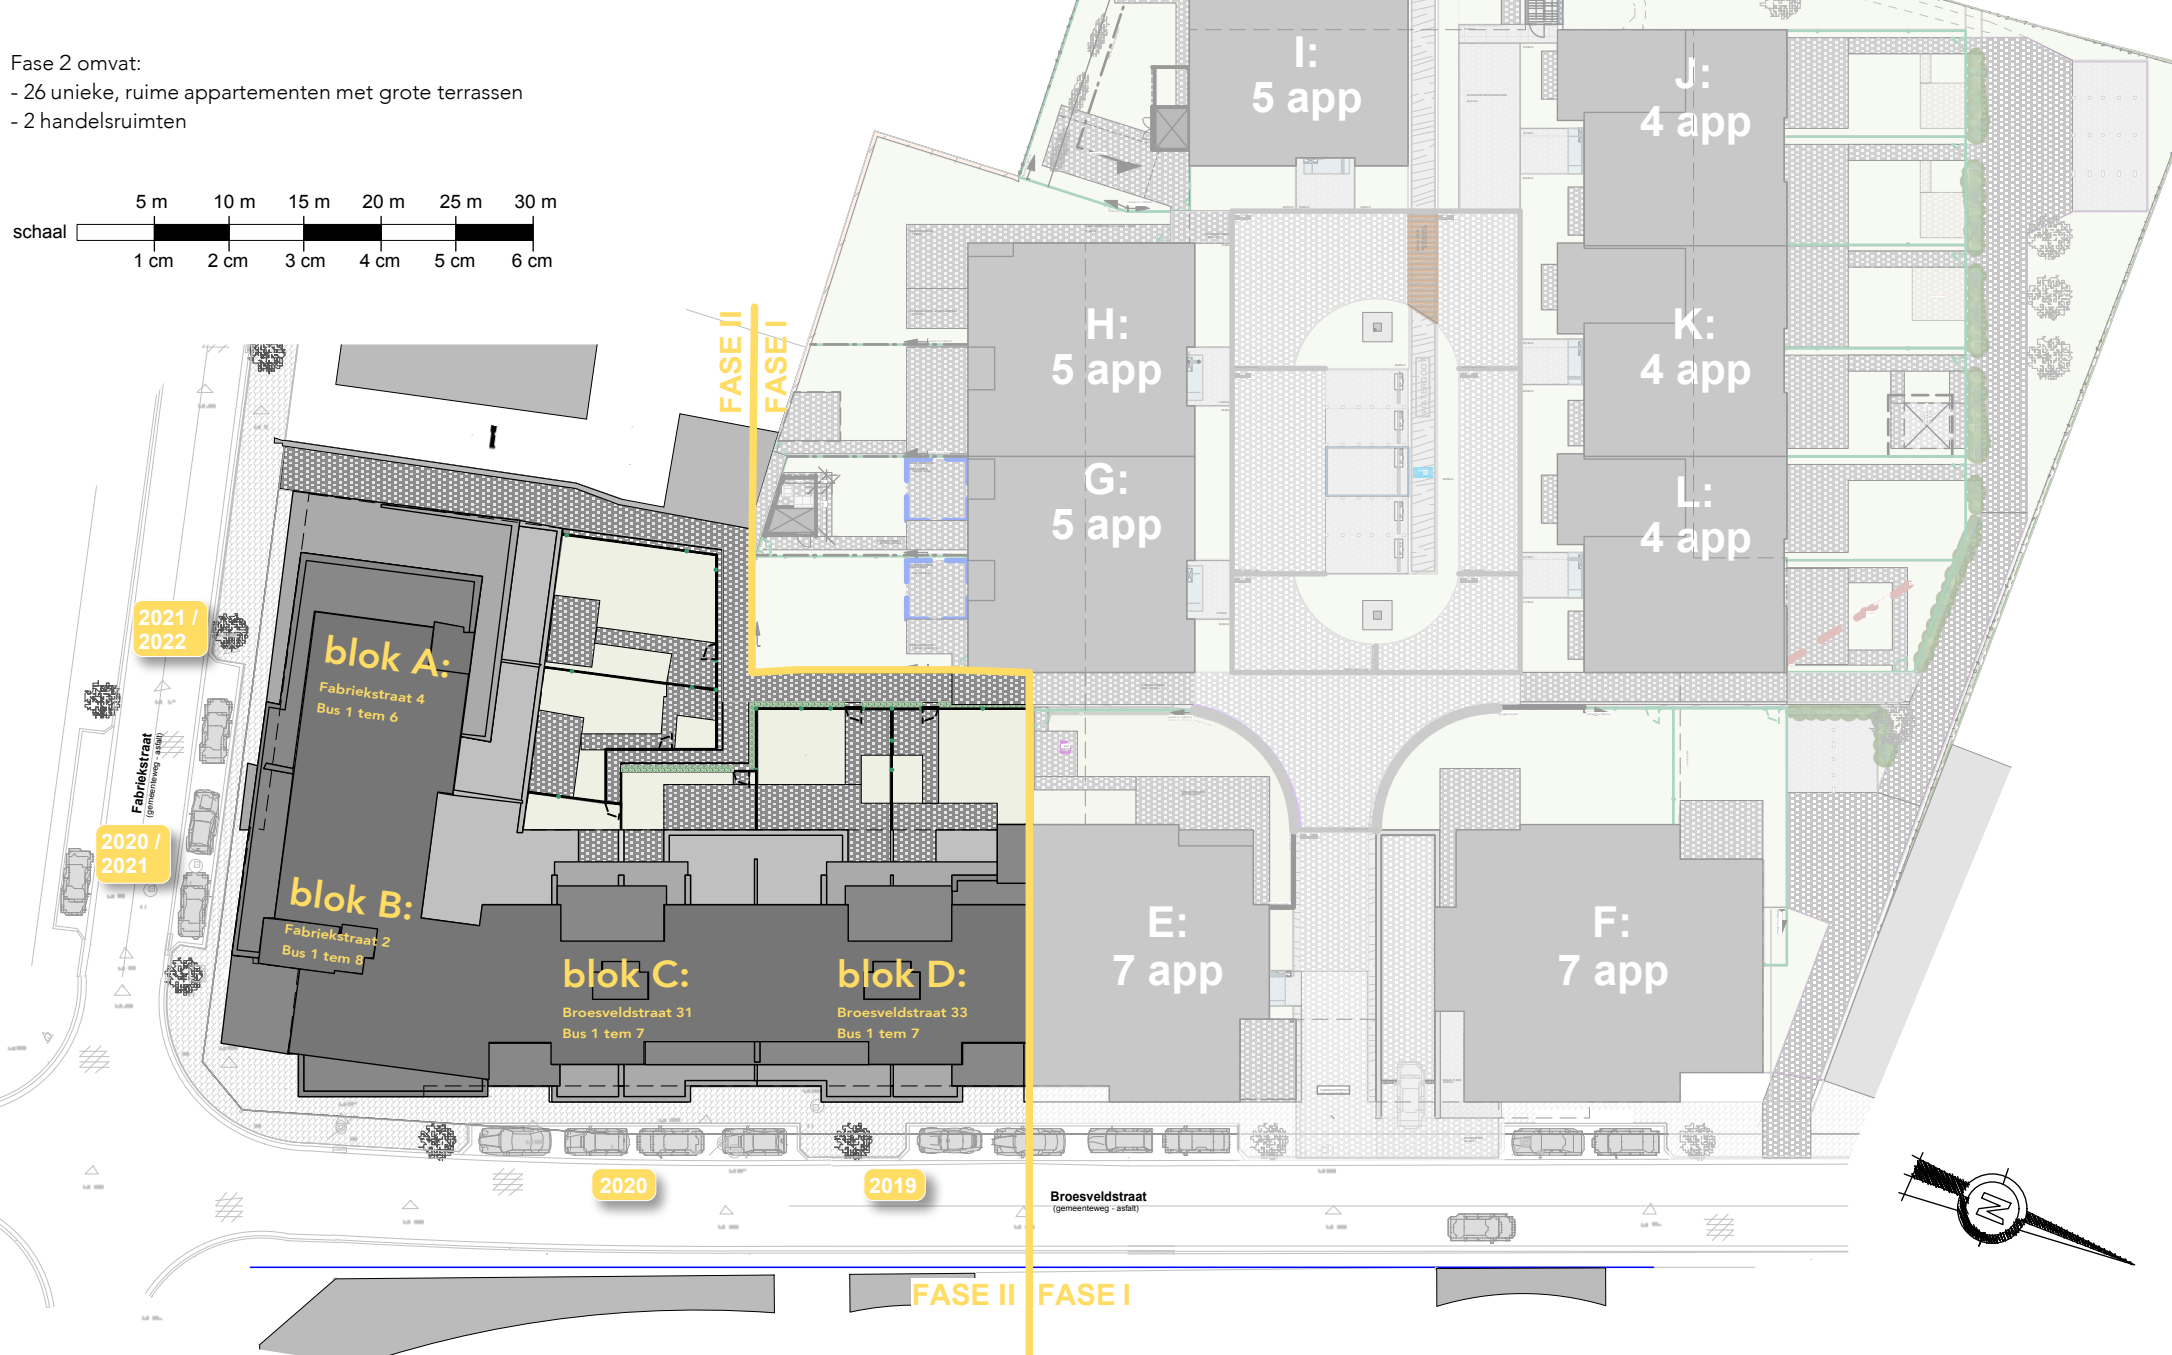 Fase 2 omvat:
- 26 unieke, ruime appartementen met grote terrassen
- 2 handelsruimten
5 m 10 m 15 m 20 m 25 m 30 m
schaal
1 cm 2 cm 3 cm 4 cm 5 cm 6 cm
I:
5 app
J:
4 app
H:
5 app
K:
4 app
G:
5 app
L:
4 app
FASE II
FASE I
2021 /
2022
blok A:
Fabriekstraat 4
Bus 1 tem 6
Fabriekstraat
(gemeenteweg - asfalt)
2020 /
2021
blok B:
Fabriekstraat 2
Bus 1 tem 8
blok C:
Broesveldstraat 31
Bus 1 tem 7
blok D:
Broesveldstraat 33
Bus 1 tem 7
E:
7 app
F:
7 app
2020
2019
Broesveldstraat
(gemeenteweg - asfalt)
N
FASE II
FASE I